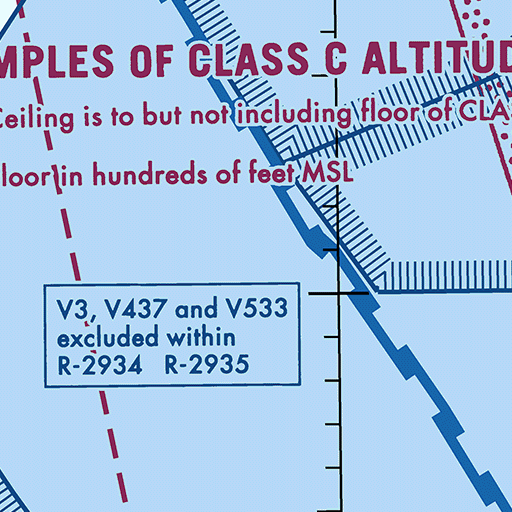 MPLES OF CLASS C ALTITUD
Ceiling is to but not including floor of CLA
loor in hundreds of feet MSL
V3, V437 and V533
excluded within
R-2934 R-2935